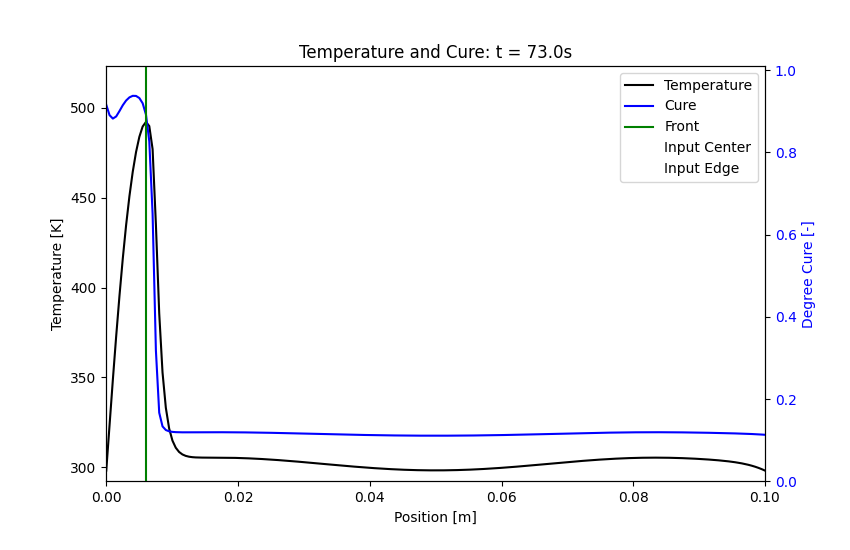 Temperature and Cure: t = 73.0s
Temperature
Cure
Front
Input Center
Input Edge
Temperature [K]
500
450
400
350
300
Degree Cure [-]
1.0
0.8
0.6
0.4
0.2
0.0
0.00 0.02 0.04 0.06 0.08 0.10
Position [m]